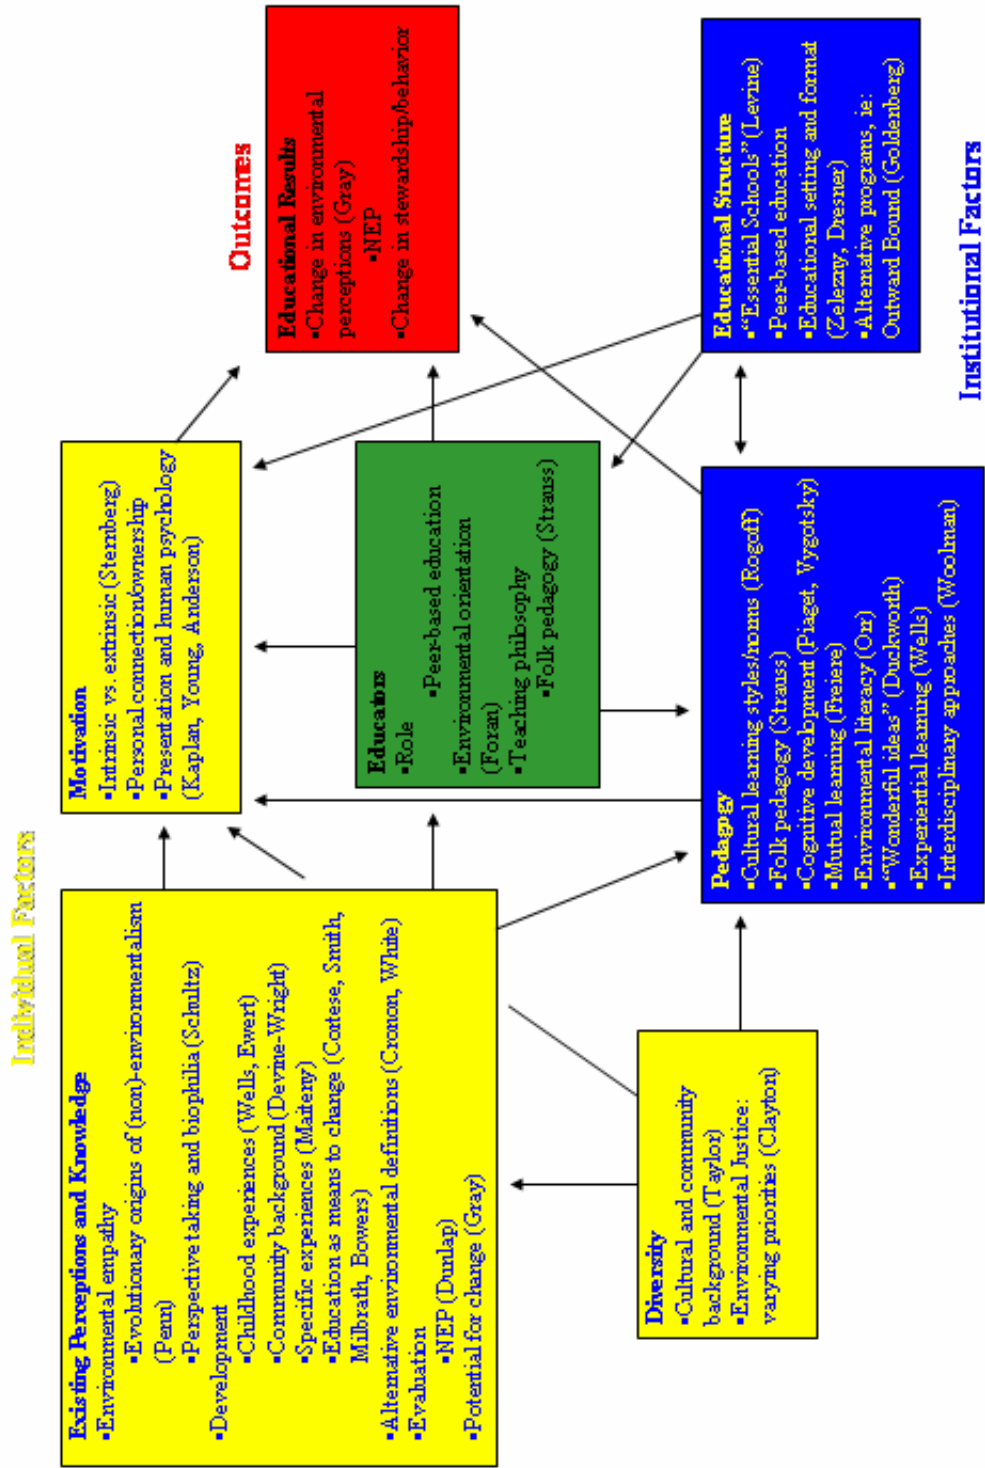 Individual Factors
Existing Perceptions and Knowledge
▪Environmental empathy
▪Evolutionary origins of (non)-environmentalism
(Penn)
▪Perspective taking and biophilia (Schultz)
▪Development
▪Childhood experiences (Wells, Ewert)
▪Community background (Devine-Wright)
▪Specific experiences (Maiteny)
▪Education as means to change (Cortese, Smith,
Milbrath, Bowers)
▪Alternative environmental definitions (Cronon, White)
▪Evaluation
▪NEP (Dunlap)
▪Potential for change (Gray)
Diversity
▪Cultural and community
background (Taylor)
▪Environmental Justice:
varying priorities (Clayton)
Motivation
▪Intrinsic vs. extrinsic (Sternberg)
▪Personal connection/ownership
▪Presentation and human psychology
(Kaplan, Young, Anderson)
Educators
▪Role
▪Peer-based education
▪Environmental orientation
(Foran)
▪Teaching philosophy
▪Folk pedagogy (Strauss)
Pedagogy
▪Cultural learning styles/norms (Rogoff)
▪Folk pedagogy (Strauss)
▪Cognitive development (Piaget, Vygotsky)
▪Mutual learning (Freiere)
▪Environmental literacy (Orr)
▪“Wonderful ideas” (Duckworth)
▪Experiential learning (Wells)
▪Interdisciplinary approaches (Woolman)
Outcomes
Educational Results
▪Change in environmental
perceptions (Gray)
▪NEP
▪Change in stewardship/behavior
Educational Structure
▪“Essential Schools” (Levine)
▪Peer-based education
▪Educational setting and format
(Zelezny, Dresner)
▪Alternative programs, ie:
Outward Bound (Goldenberg)
Institutional Factors